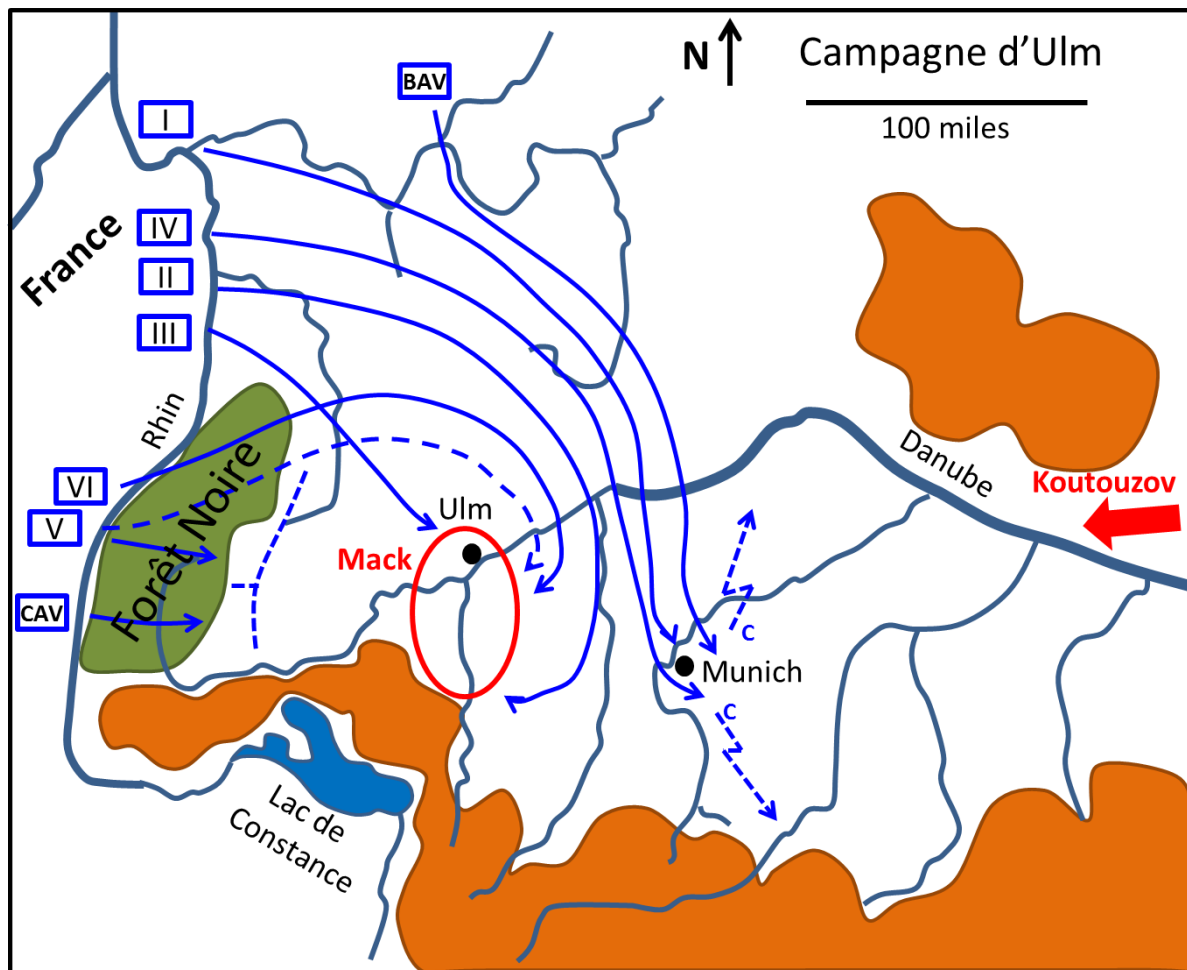 N
Campagne d’Ulm
100 miles
BAV
I
France
IV
II
III
Rhin
VI
V
CAV
Forêt Noire
Ulm
Mack
Danube
Koutouzov
C
Munich
C
Lac de
Constance